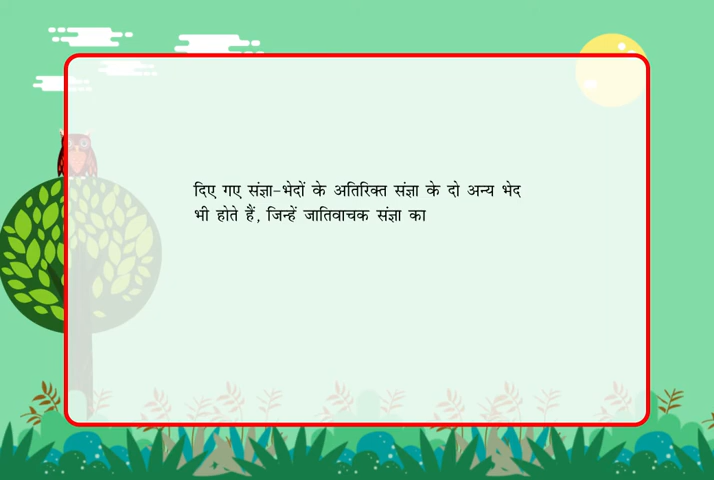 दिए गए संज्ञा-भेदों के अतिरिक्त संज्ञा के दो अन्य भेद
भी होते हैं, जिन्हें जातिवाचक संज्ञा का